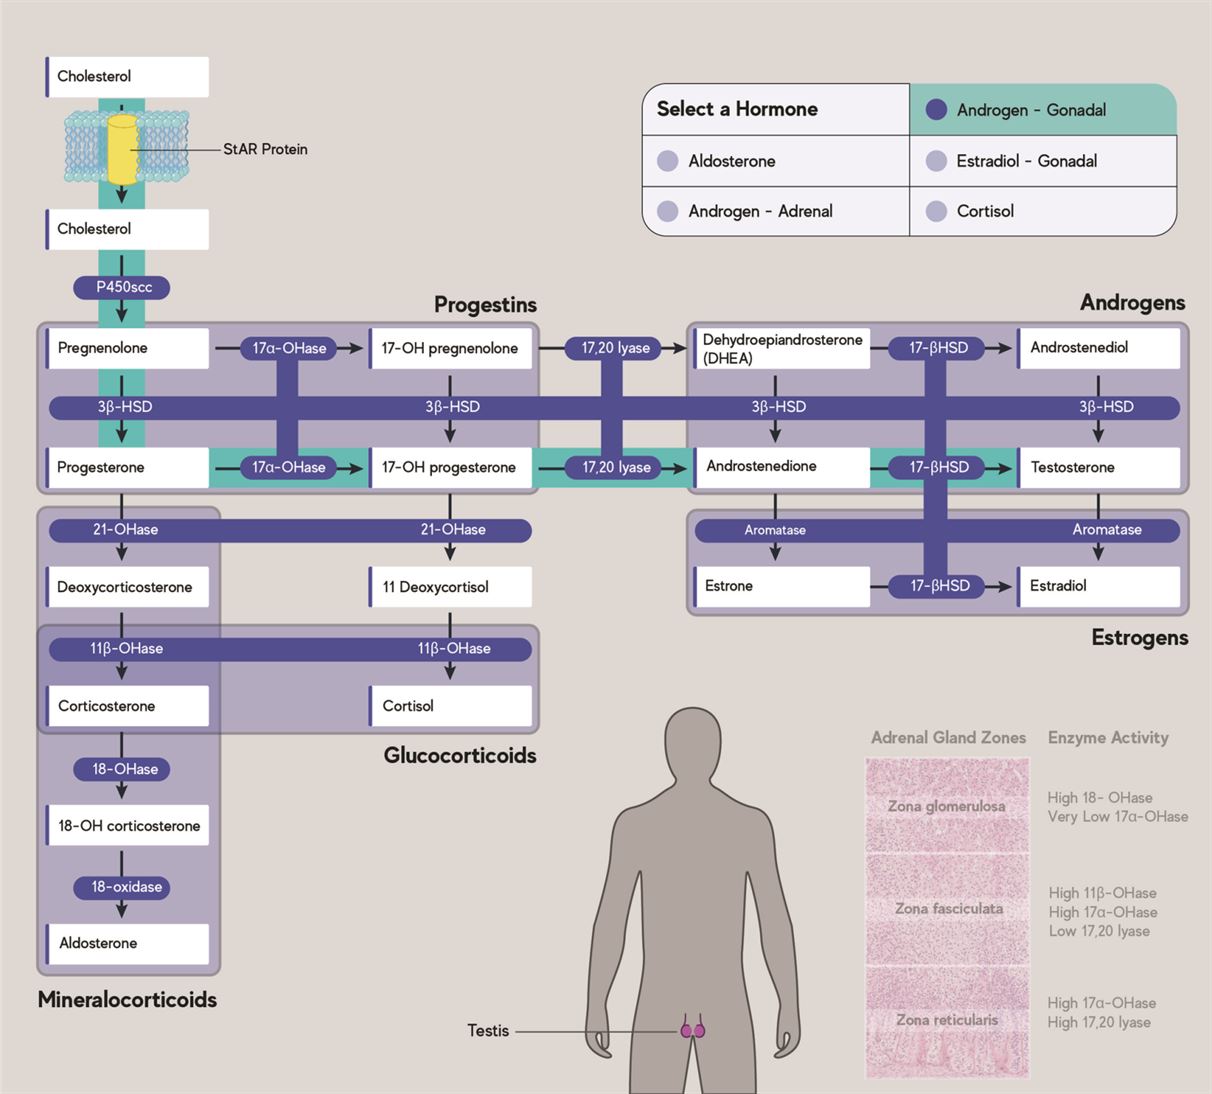 Cholesterol
StAR Protein
Cholesterol
P450scc
Select a Hormone
Androgen - Gonadal
Aldosterone
Estradiol - Gonadal
Androgen - Adrenal
Cortisol
Progestins
Androgens
Pregnenolone
17α-OHase
17-OH pregnenolone
17,20 lyase
Dehydroepiandrosterone
(DHEA)
17-βHSD
Androstenediol
3β-HSD
3β-HSD
3β-HSD
3β-HSD
Progesterone
17α-OHase
17-OH progesterone
17,20 lyase
Androstenedione
17-βHSD
Testosterone
21-OHase
21-OHase
Aromatase
Aromatase
Deoxycorticosterone
11 Deoxycortisol
Estrone
17-βHSD
Estradiol
Estrogens
11β-OHase
11β-OHase
Corticosterone
Cortisol
Glucocorticoids
18-OHase
18-OH corticosterone
18-oxidase
Aldosterone
Mineralocorticoids
Testis
Adrenal Gland Zones
Enzyme Activity
Zona glomerulosa
High 18- OHase
Very Low 17α-OHase
Zona fasciculata
High 11β-OHase
High 17α-OHase
Low 17,20 lyase
Zona reticularis
High 17α-OHase
High 17,20 lyase